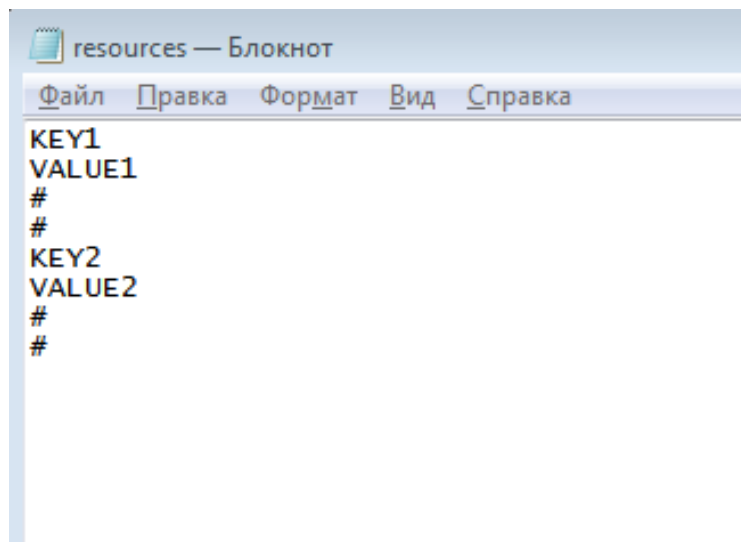 resources — Блокнот
Файл Правка Формат Вид Справка
KEY1
VALUE1
#
#
KEY2
VALUE2
#
#